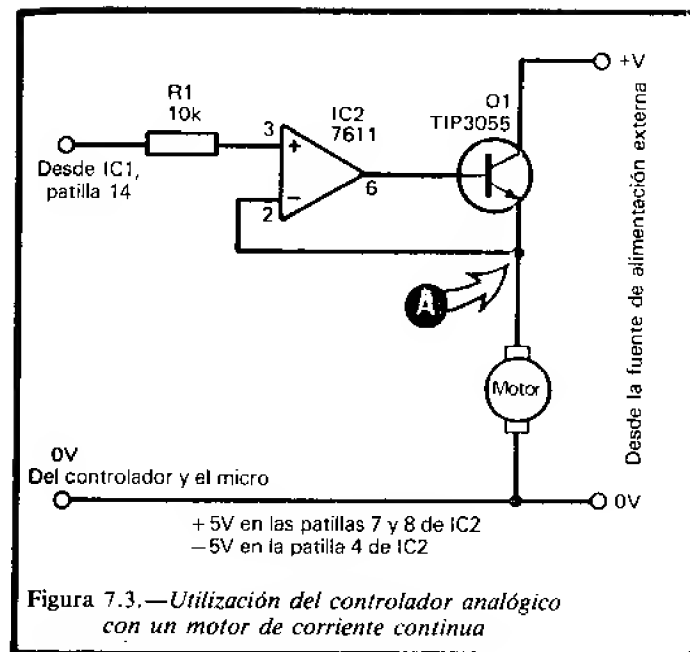 +V
R1
10k
IC2
7611
Q1
TIP3055
3
+
Desde IC1,
patilla 14
6
2
−
A
Motor
Desde la fuente de alimentación externa
0V
Del controlador y el micro
0V
+ 5V en las patillas 7 y 8 de IC2
− 5V en la patilla 4 de IC2
Figura 7.3.—Utilización del controlador analógico
con un motor de corriente continua